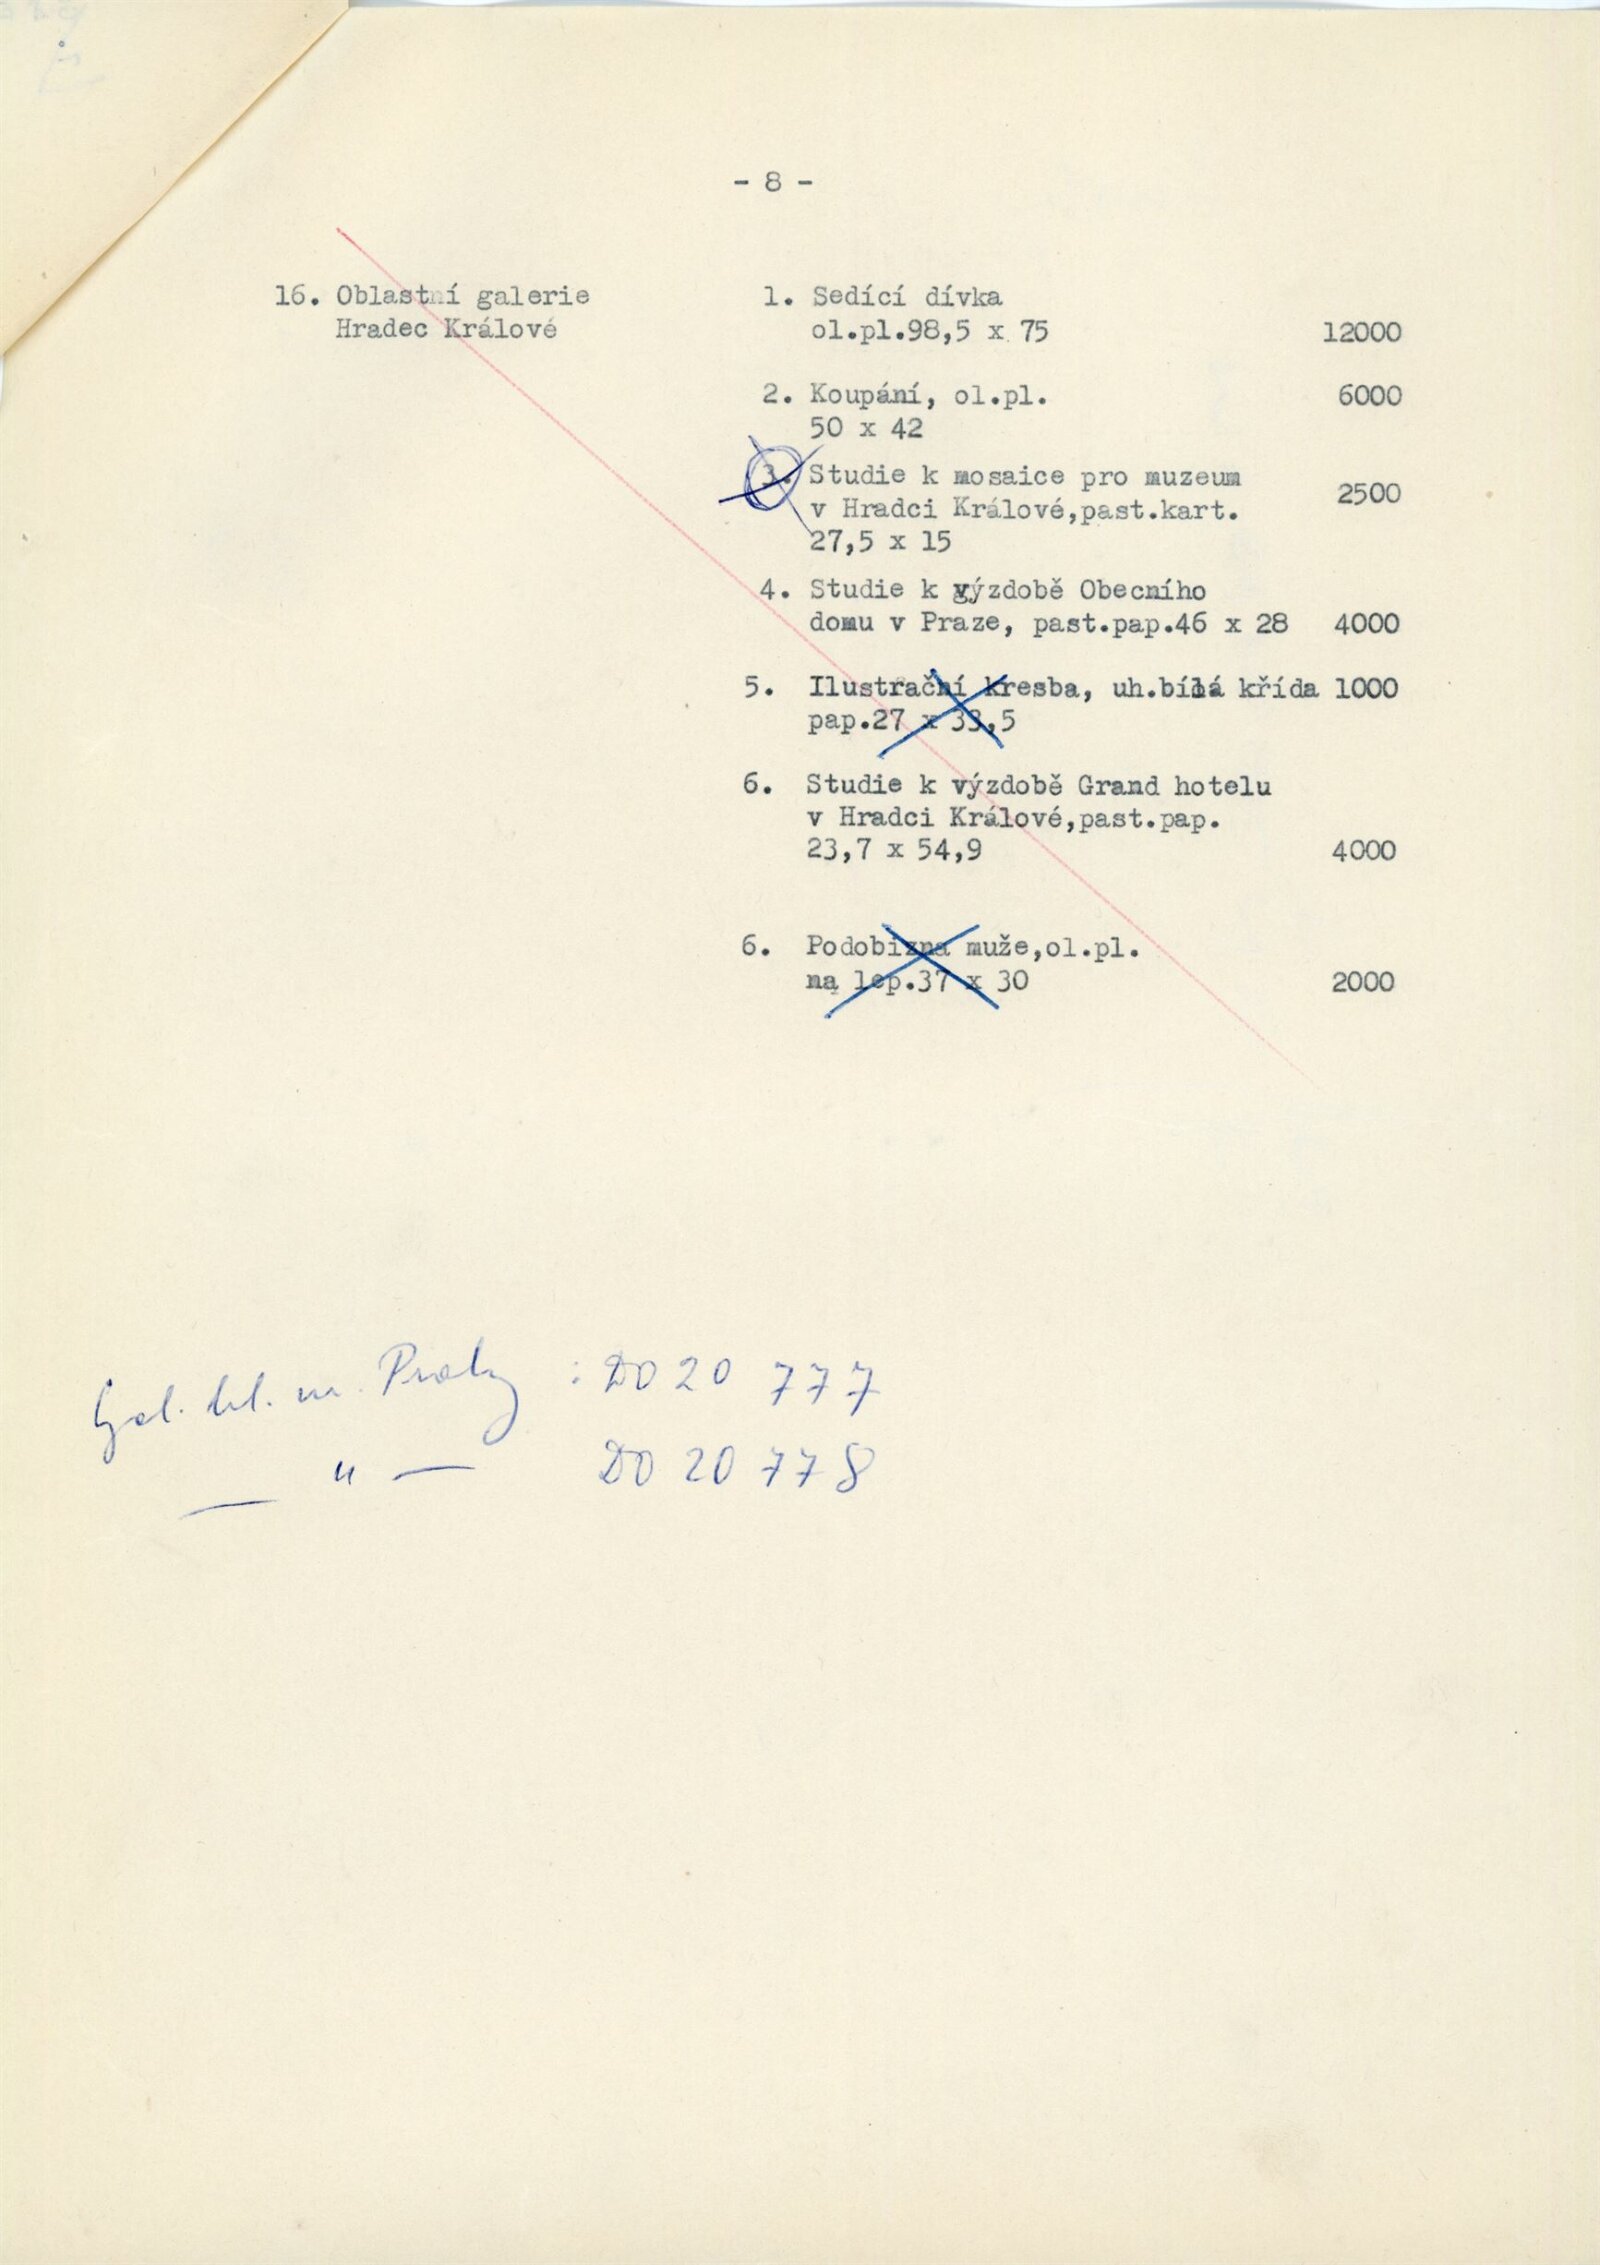 - 8 -
16. Oblastní galerie
Hradec Králové
1. Sedící dívka
ol.pl.98,5 x 75 12000
2. Koupání, ol.pl. 6000
50 x 42
3. Studie k mosaice pro muzeum
v Hradci Králové,past.kart. 2500
27,5 x 15
4. Studie k výzdobě Obecního
domu v Praze, past.pap.46 x 28 4000
5. Ilustrační kresba, uh.bílá křída 1000
pap.27 x 33,5
6. Studie k výzdobě Grand hotelu
v Hradci Králové,past.pap.
23,7 x 54,9 4000
6. Podobizna muže,ol.pl.
na lep.37 x 30 2000
Gal. hl. m. Prahy : DO 20 777
— " — DO 20 778